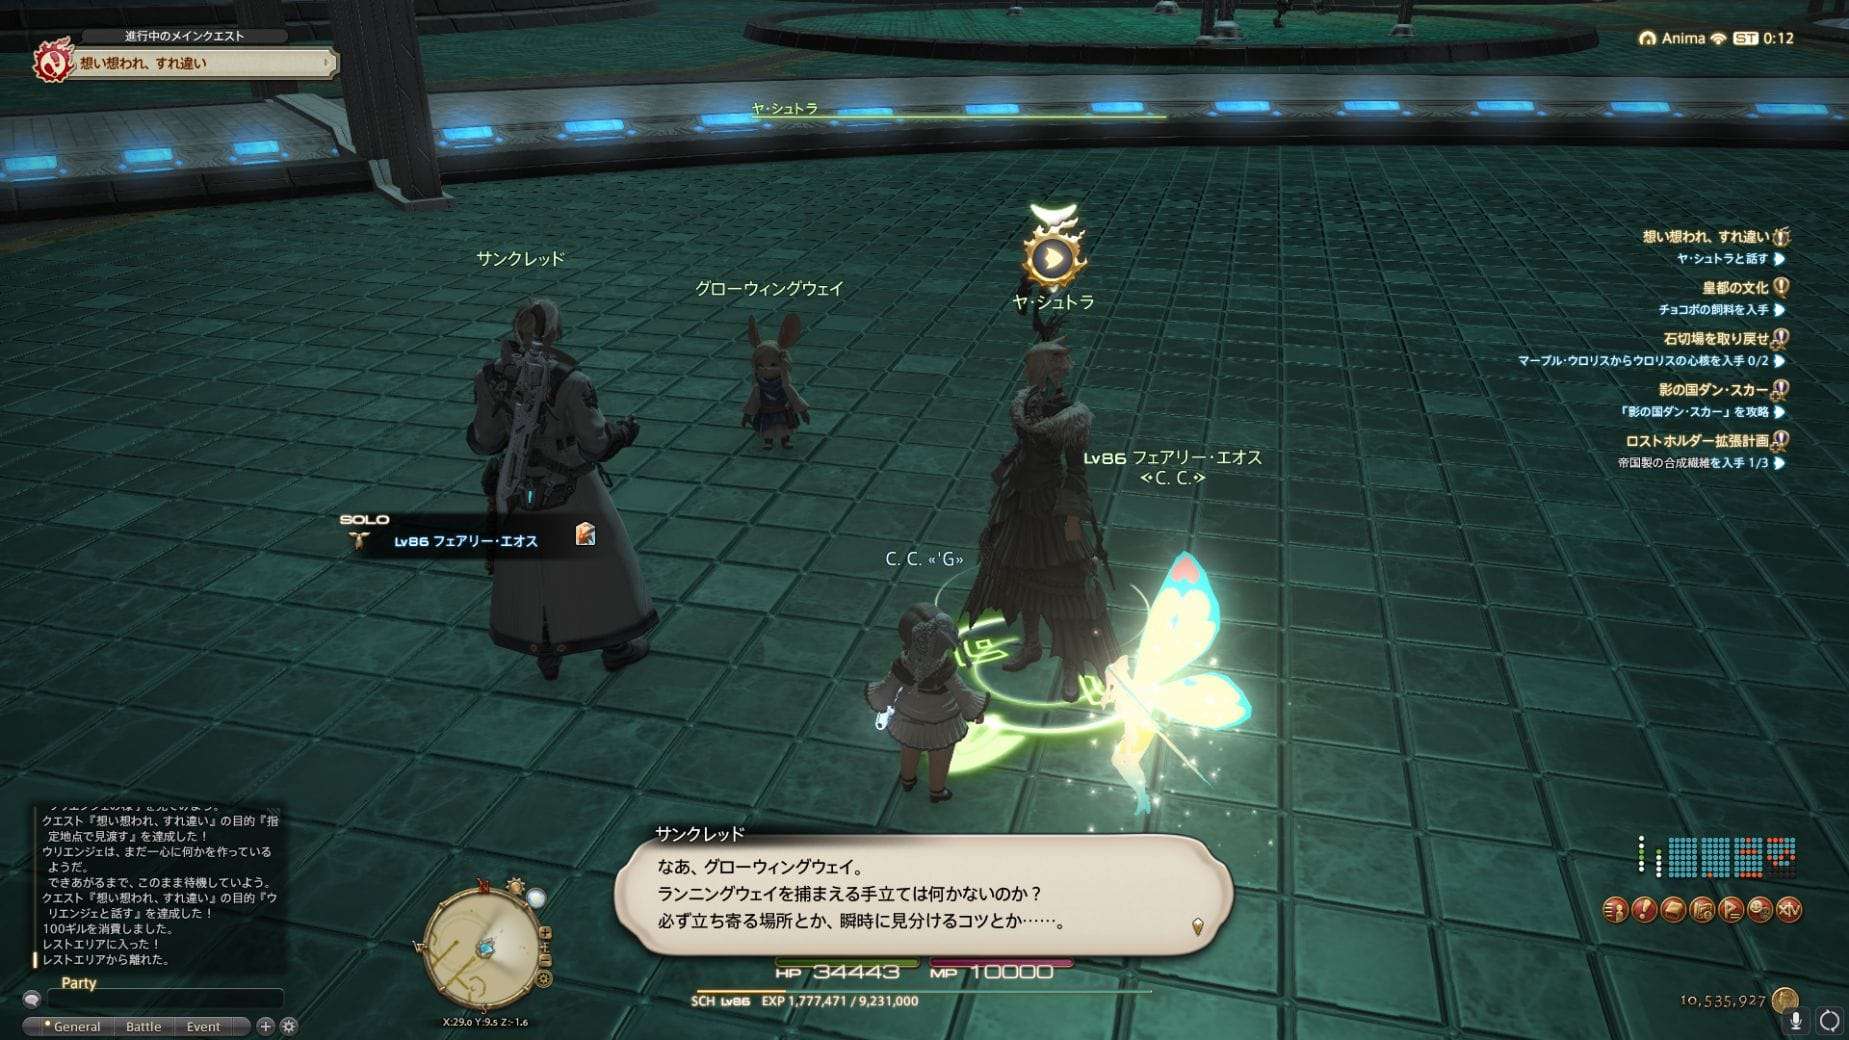 進行中のメインクエスト
想い想われ、すれ違い
Anima ST 0:12
ヤ・シュトラ
サンクレッド
グローウィングウェイ
ヤ・シュトラ
想い想われ、すれ違い
ヤ・シュトラと話す
皇都の文化
チョコボの飼料を入手
石切場を取り戻せ
マーブル・ウロリスからウロリスの心核を入手 0/2
影の国ダン・スカー
「影の国ダン・スカー」を攻略
ロストホルダー拡張計画
帝国製の合成繊維を入手 1/3
Lv86 フェアリー・エオス
«C. C.»
SOLO
Lv86 フェアリー・エオス
C. C. «'G»
サンクレッド
なあ、グローウィングウェイ。
ランニングウェイを捕まえる手立ては何かないのか？
必ず立ち寄る場所とか、瞬時に見分けるコツとか……。
クエスト『想い想われ、すれ違い』の目的『指
定地点で見渡す』を達成した！
ウリエンジェは、まだ一心に何かを作っている
ようだ。
できあがるまで、このまま待機していよう。
クエスト『想い想われ、すれ違い』の目的『ウ
リエンジェと話す』を達成した！
100ギルを消費しました。
レストエリアに入った！
レストエリアから離れた。
Party
General Battle Event
X:29.0 Y:9.5 Z:-1.6
HP 34443 MP 10000
SCH Lv86 EXP 1,777,471 / 9,231,000
XIV
10,535,927